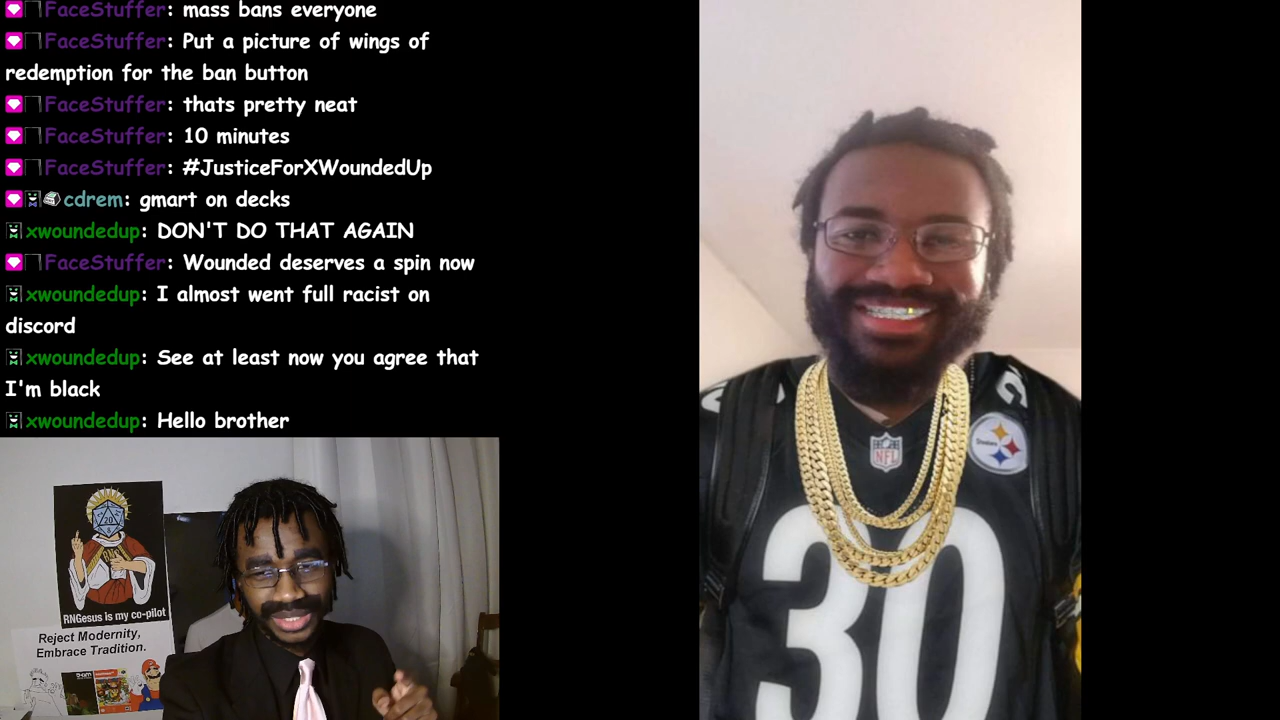 FaceStuffer: mass bans everyone
FaceStuffer: Put a picture of wings of
redemption for the ban button
FaceStuffer: thats pretty neat
FaceStuffer: 10 minutes
FaceStuffer: #JusticeForXWoundedUp
cdrem: gmart on decks
xwoundedup: DON'T DO THAT AGAIN
FaceStuffer: Wounded deserves a spin now
xwoundedup: I almost went full racist on
discord
xwoundedup: See at least now you agree that
I'm black
xwoundedup: Hello brother
20
RNGesus is my co-pilot
Reject Modernity,
Embrace Tradition.
NFL
Steelers
30